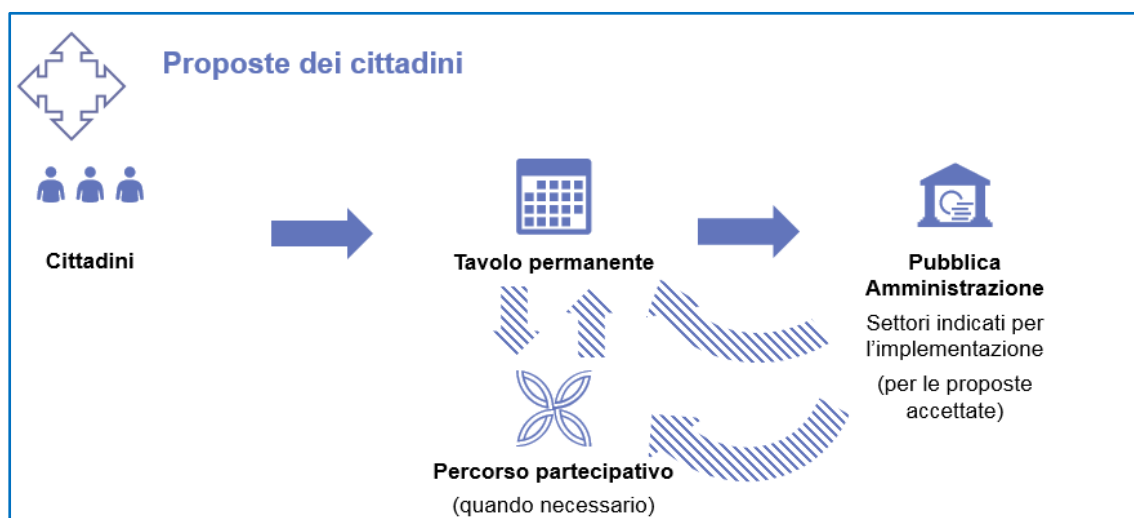 Proposte dei cittadini
Cittadini
Tavolo permanente
Pubblica
Amministrazione
Settori indicati per
l'implementazione
(per le proposte
accettate)
Percorso partecipativo
(quando necessario)